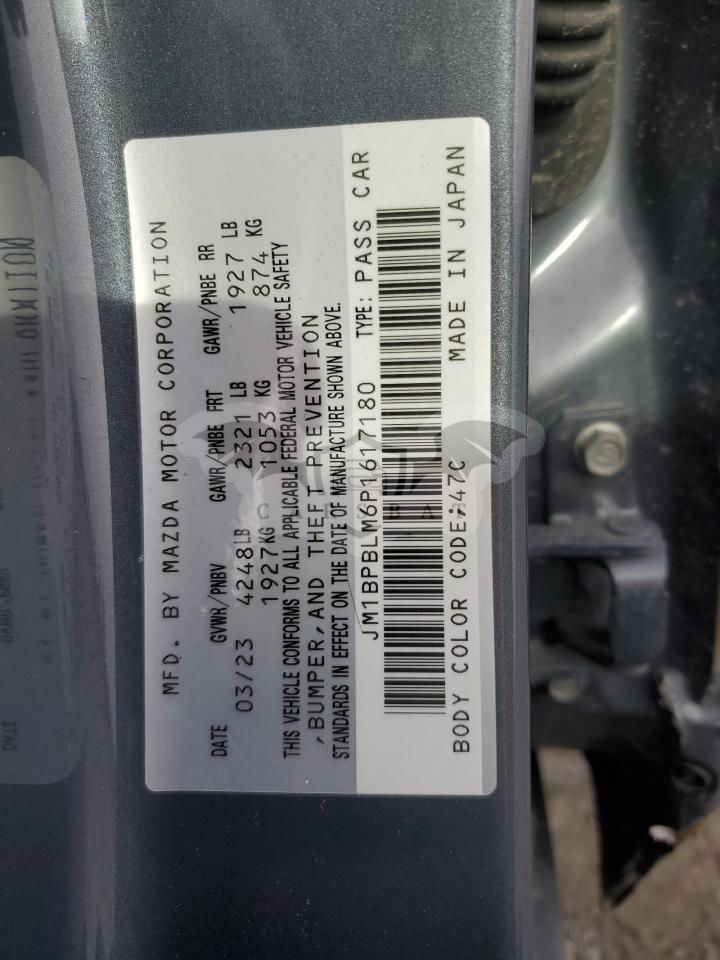 MFD. BY MAZDA MOTOR CORPORATION
DATE GVWR/PNBV GAWR/PNBE FRT GAWR/PNBE RR
03/23 4248LB 2321 LB 1927 LB
1927KG 1053 KG 874 KG
THIS VEHICLE CONFORMS TO ALL APPLICABLE FEDERAL MOTOR VEHICLE SAFETY
,BUMPER,AND THEFT PREVENTION
STANDARDS IN EFFECT ON THE DATE OF MANUFACTURE SHOWN ABOVE.
JM1BPBLM6P1617180 TYPE: PASS CAR
BODY COLOR CODE:47C MADE IN JAPAN